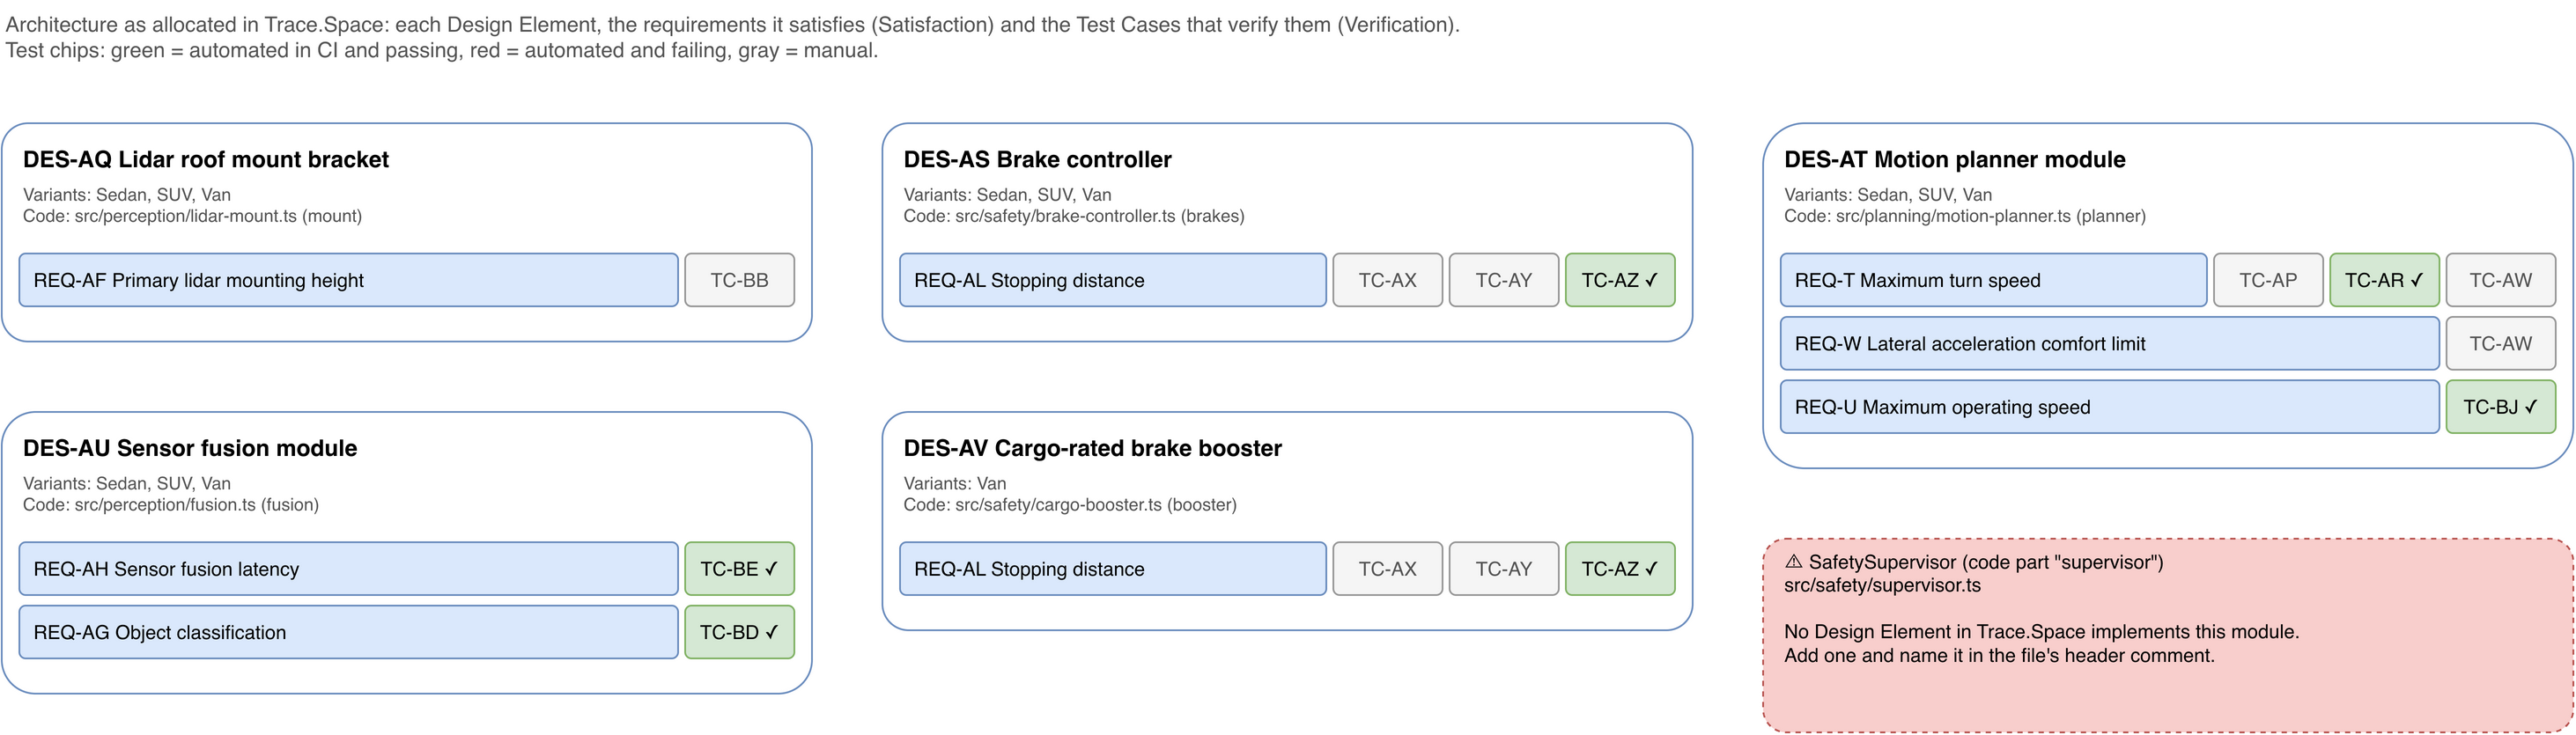 Architecture as allocated in Trace.Space: each Design Element, the requirements it satisfies (Satisfaction) and the Test Cases that verify them (Verification).
Test chips: green = automated in CI and passing, red = automated and failing, gray = manual.
DES-AQ Lidar roof mount bracket
Variants: Sedan, SUV, Van
Code: src/perception/lidar-mount.ts (mount)
REQ-AF Primary lidar mounting height
TC-BB
DES-AS Brake controller
Variants: Sedan, SUV, Van
Code: src/safety/brake-controller.ts (brakes)
REQ-AL Stopping distance
TC-AX
TC-AY
TC-AZ ✓
DES-AT Motion planner module
Variants: Sedan, SUV, Van
Code: src/planning/motion-planner.ts (planner)
REQ-T Maximum turn speed
TC-AP
TC-AR ✓
TC-AW
REQ-W Lateral acceleration comfort limit
TC-AW
REQ-U Maximum operating speed
TC-BJ ✓
DES-AU Sensor fusion module
Variants: Sedan, SUV, Van
Code: src/perception/fusion.ts (fusion)
REQ-AH Sensor fusion latency
TC-BE ✓
REQ-AG Object classification
TC-BD ✓
DES-AV Cargo-rated brake booster
Variants: Van
Code: src/safety/cargo-booster.ts (booster)
REQ-AL Stopping distance
TC-AX
TC-AY
TC-AZ ✓
⚠ SafetySupervisor (code part "supervisor")
src/safety/supervisor.ts
No Design Element in Trace.Space implements this module.
Add one and name it in the file's header comment.